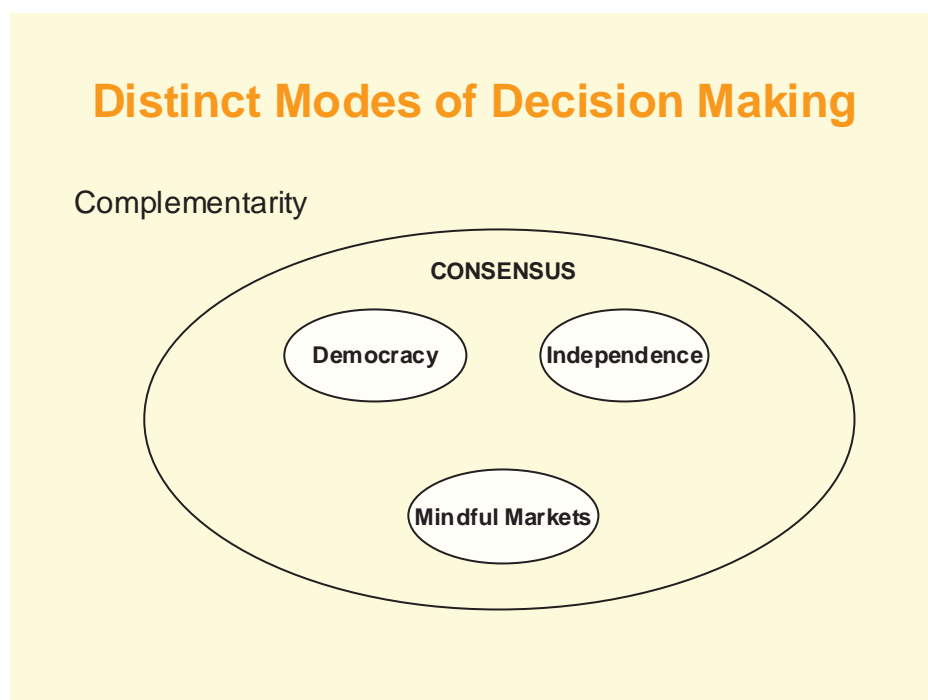 Distinct Modes of Decision Making
Complementarity
CONSENSUS
Democracy
Independence
Mindful Markets